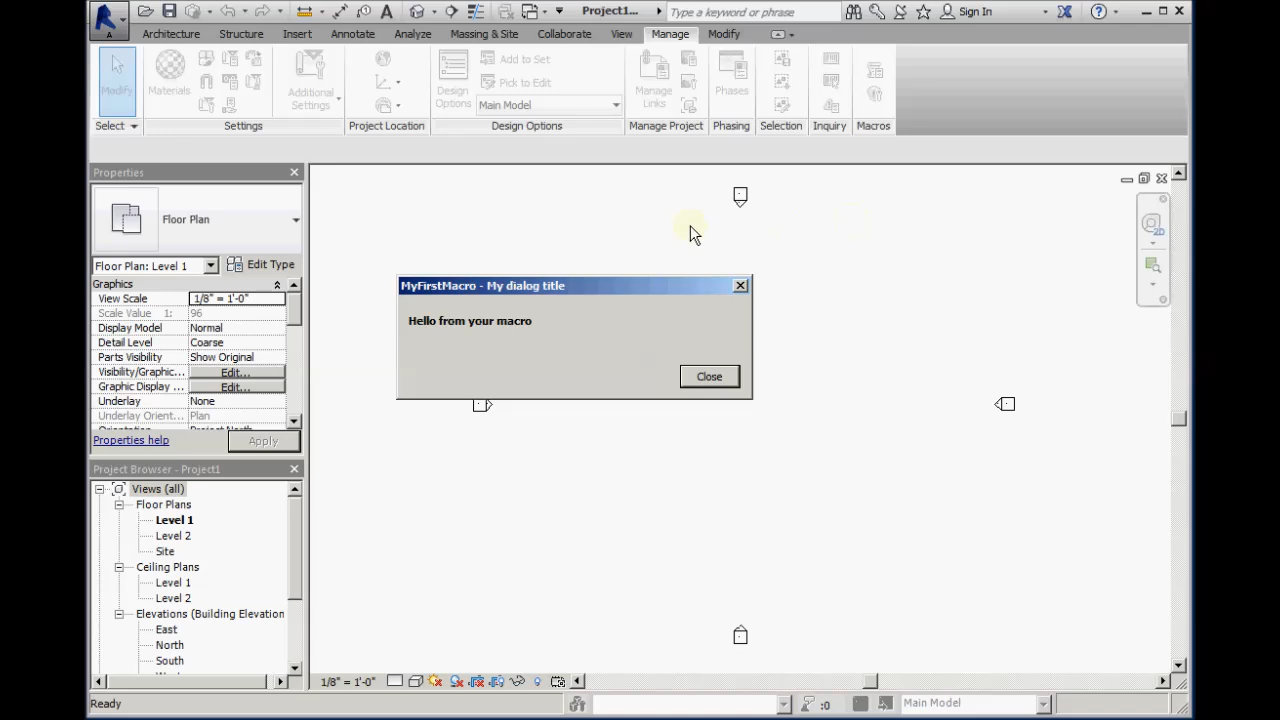 Project1...
Type a keyword or phrase
Sign In
A
Architecture
Structure
Insert
Annotate
Analyze
Massing & Site
Collaborate
View
Manage
Modify
Modify
Materials
Additional
Settings
Design
Options
Add to Set
Pick to Edit
Main Model
Manage
Links
Phases
Select
Settings
Project Location
Design Options
Manage Project
Phasing
Selection
Inquiry
Macros
Properties
Floor Plan
Floor Plan: Level 1
Edit Type
Graphics
View Scale 1/8" = 1'-0"
Scale Value 1: 96
Display Model Normal
Detail Level Coarse
Parts Visibility Show Original
Visibility/Graphic... Edit...
Graphic Display ... Edit...
Underlay None
Underlay Orient... Plan
Properties help
Apply
Project Browser - Project1
Views (all)
Floor Plans
Level 1
Level 2
Site
Ceiling Plans
Level 1
Level 2
Elevations (Building Elevation
East
North
South
MyFirstMacro - My dialog title
Hello from your macro
Close
2D
1/8" = 1'-0"
Ready
:0
Main Model